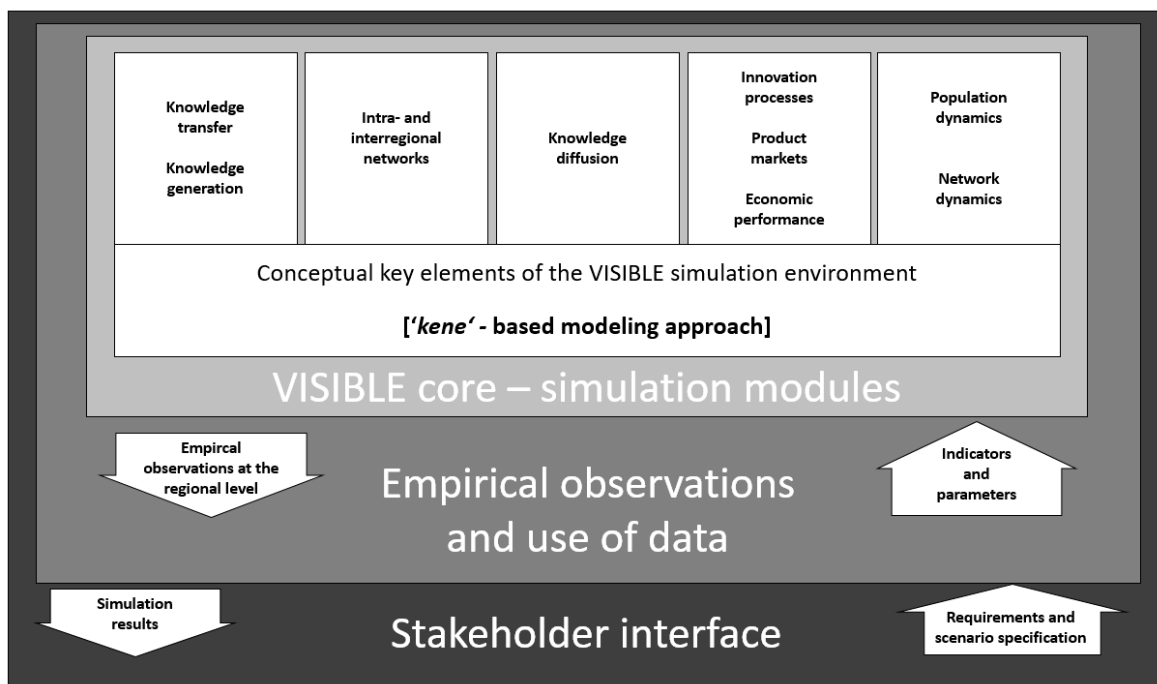 Knowledge
transfer
Knowledge
generation
Intra- and
interregional
networks
Knowledge
diffusion
Innovation
processes
Product
markets
Economic
performance
Population
dynamics
Network
dynamics
Conceptual key elements of the VISIBLE simulation environment
[‘kene‘ - based modeling approach]
VISIBLE core – simulation modules
Empircal
observations at the
regional level
Empirical observations
and use of data
Indicators
and
parameters
Simulation
results
Stakeholder interface
Requirements and
scenario specification